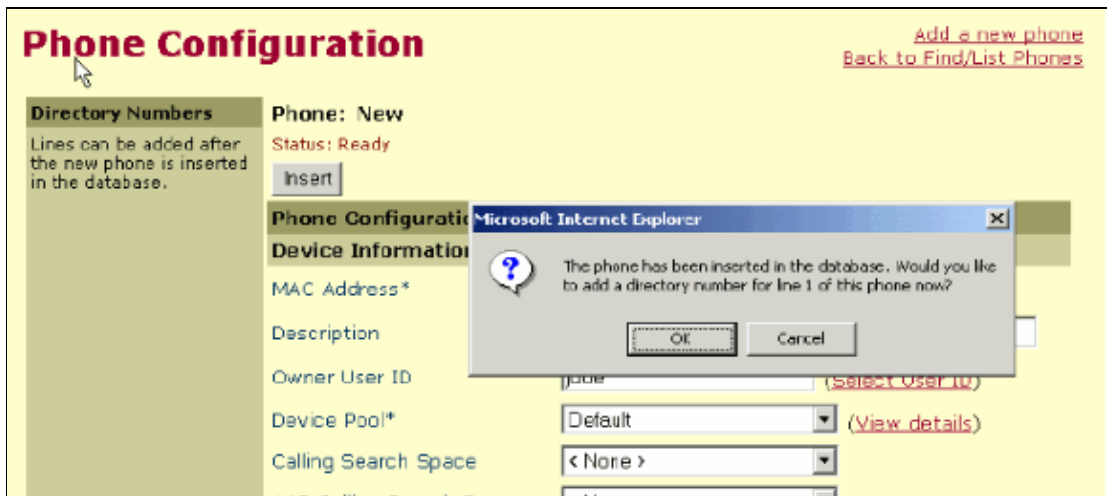 Phone Configuration
Add a new phone
Back to Find/List Phones
Directory Numbers
Lines can be added after
the new phone is inserted
in the database.
Phone: New
Status: Ready
Insert
Phone Configuratio
Device Information
Microsoft Internet Explorer
The phone has been inserted in the database. Would you like
to add a directory number for line 1 of this phone now?
OK
Cancel
MAC Address*
Description
Owner User ID
(Select User ID)
Device Pool*
Default
(View details)
Calling Search Space
< None >